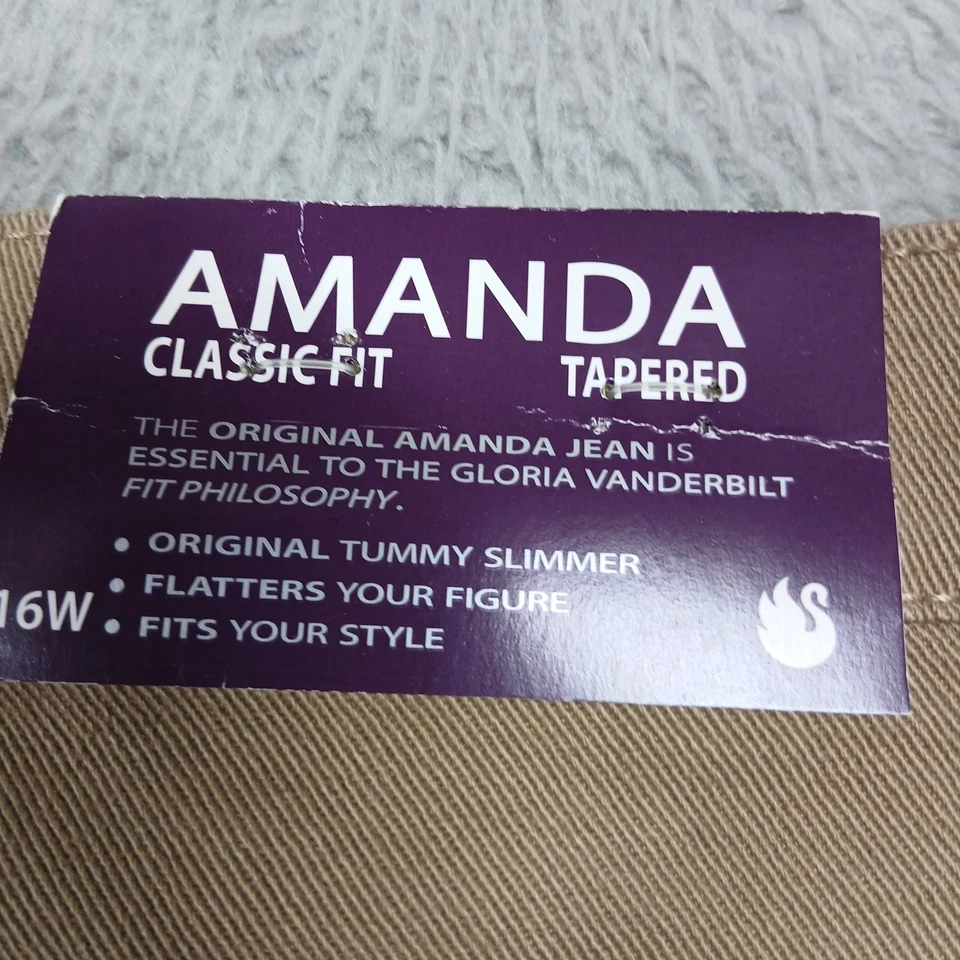 AMANDA
CLASSIC FIT TAPERED
THE ORIGINAL AMANDA JEAN IS
ESSENTIAL TO THE GLORIA VANDERBILT
FIT PHILOSOPHY.
• ORIGINAL TUMMY SLIMMER
• FLATTERS YOUR FIGURE
16W • FITS YOUR STYLE